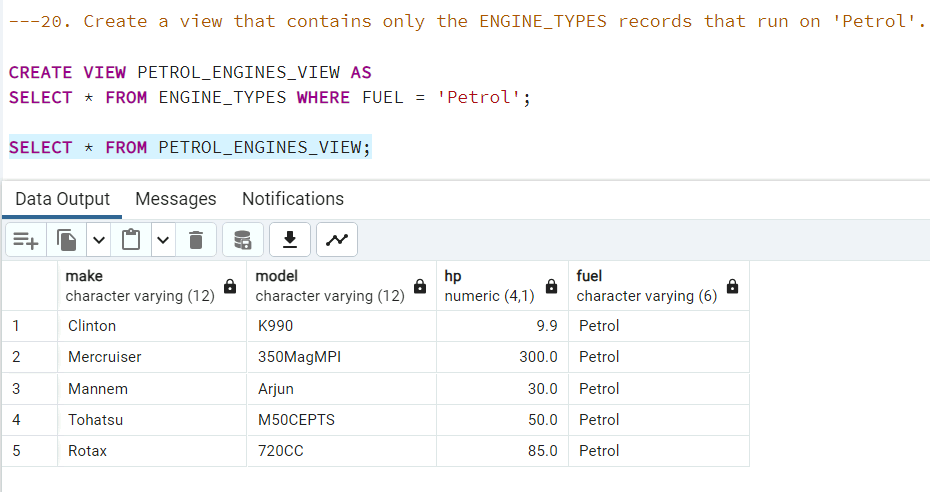 ---20. Create a view that contains only the ENGINE_TYPES records that run on 'Petrol'.
CREATE VIEW PETROL_ENGINES_VIEW AS
SELECT * FROM ENGINE_TYPES WHERE FUEL = 'Petrol';
SELECT * FROM PETROL_ENGINES_VIEW;
Data Output Messages Notifications
make model hp fuel
character varying (12) character varying (12) numeric (4,1) character varying (6)
1 Clinton K990 9.9 Petrol
2 Mercruiser 350MagMPI 300.0 Petrol
3 Mannem Arjun 30.0 Petrol
4 Tohatsu M50CEPTS 50.0 Petrol
5 Rotax 720CC 85.0 Petrol